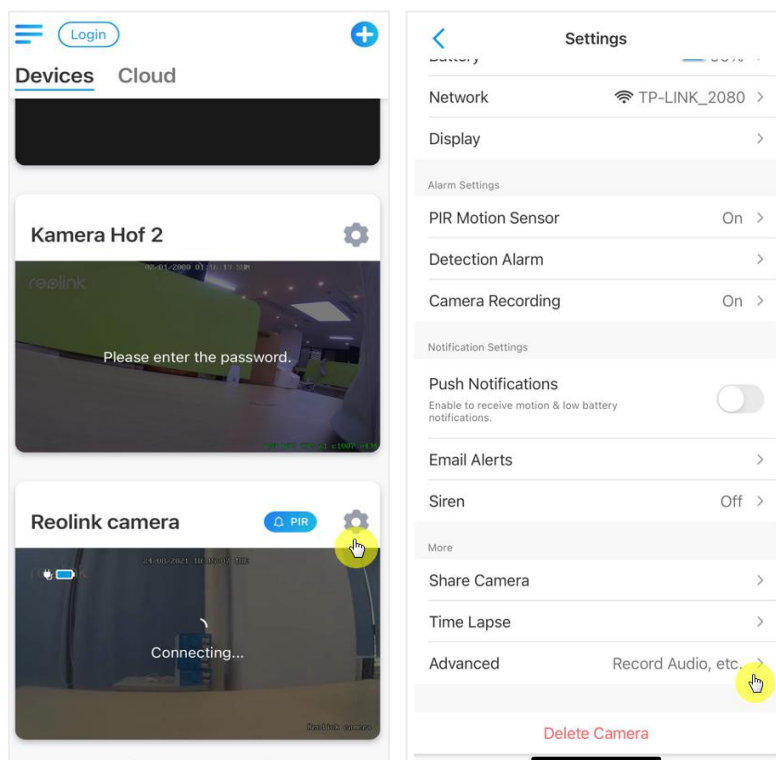 Login
Devices Cloud
Kamera Hof 2
reolink
Please enter the password.
Reolink camera
PIR
Connecting...
Reolink camera
Settings
Network
TP-LINK_2080
Display
Alarm Settings
PIR Motion Sensor
On
Detection Alarm
Camera Recording
On
Notification Settings
Push Notifications
Enable to receive motion & low battery
notifications.
Email Alerts
Siren
Off
More
Share Camera
Time Lapse
Advanced
Record Audio, etc.
Delete Camera